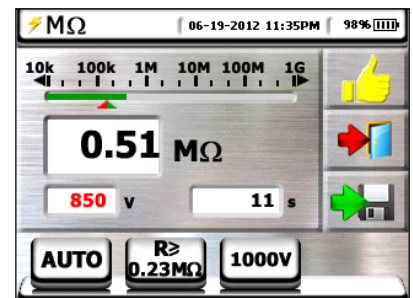 MΩ 06-19-2012 11:35PM 98%
10k 100k 1M 10M 100M 1G
0.51 MΩ
850 v 11 s
AUTO R≥ 0.23MΩ 1000V